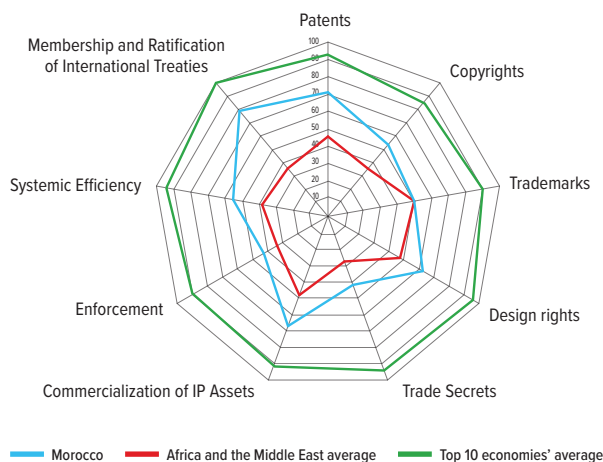 Patents
Membership and Ratification
of International Treaties
Copyrights
100
90
80
70
60
50
40
30
20
10
Systemic Efficiency
Trademarks
Enforcement
Design rights
Commercialization of IP Assets
Trade Secrets
Morocco
Africa and the Middle East average
Top 10 economies' average